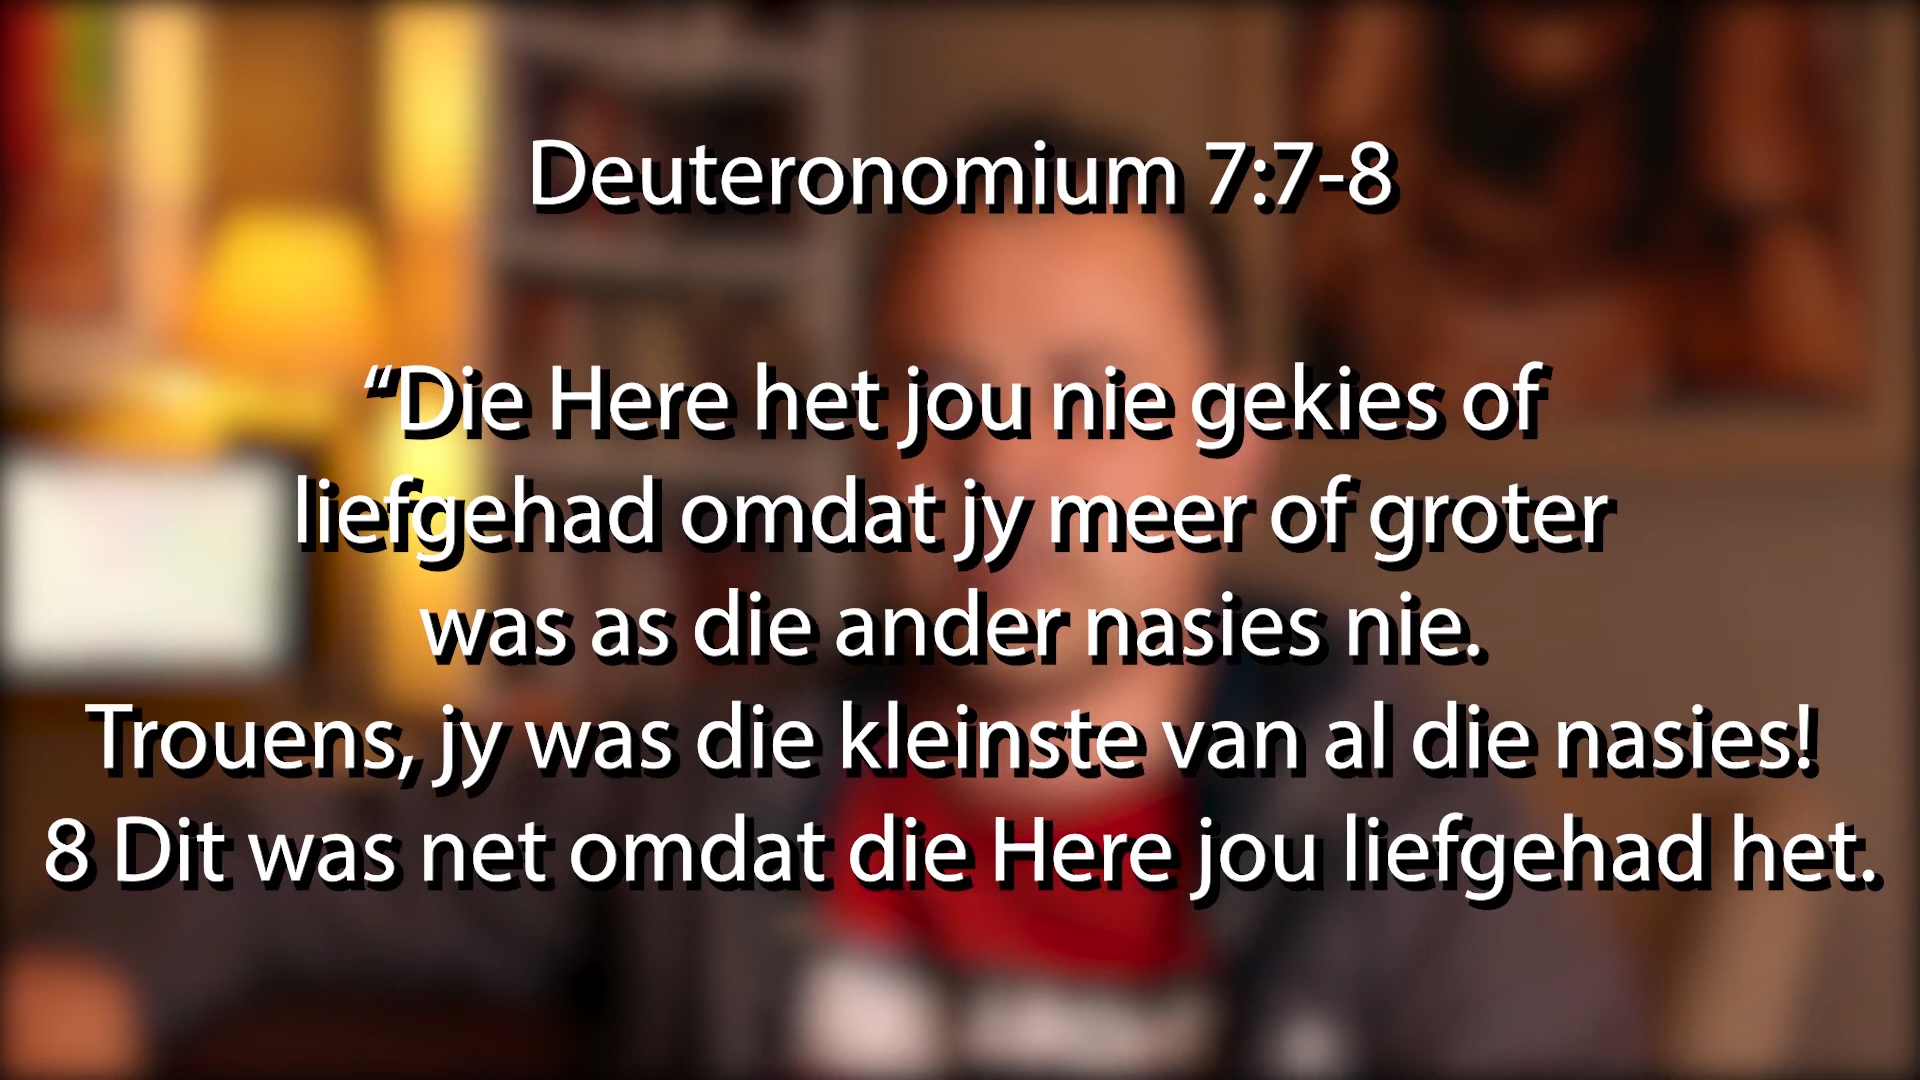 Deuteronomium 7:7-8
“Die Here het jou nie gekies of
liefgehad omdat jy meer of groter
was as die ander nasies nie.
Trouens, jy was die kleinste van al die nasies!
8 Dit was net omdat die Here jou liefgehad het.